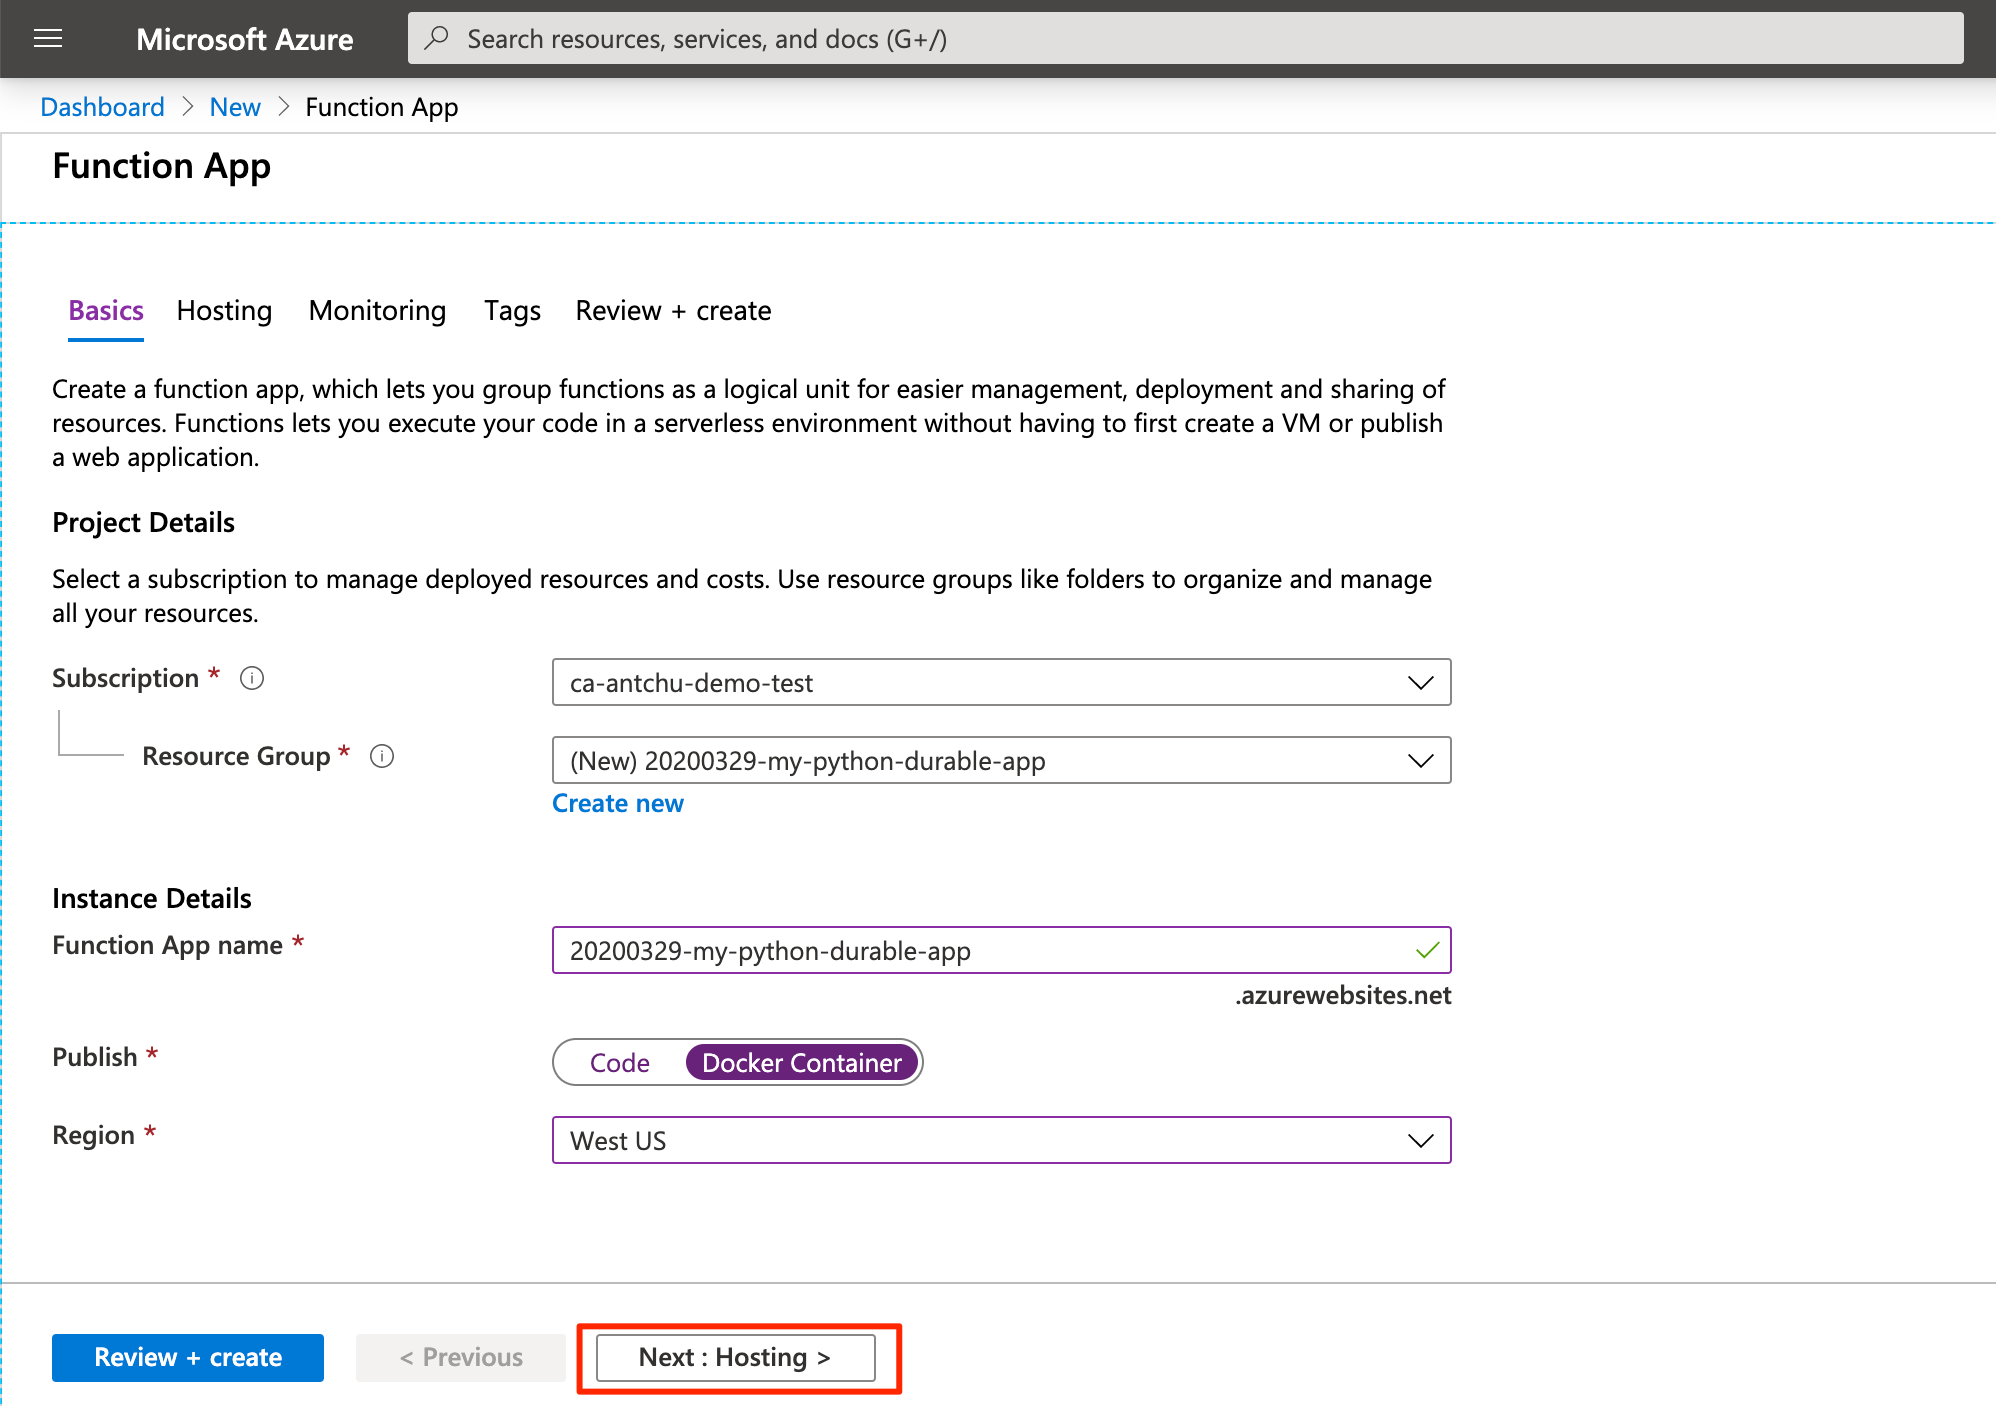 Microsoft Azure
Search resources, services, and docs (G+/)
Dashboard > New > Function App
Function App
Basics Hosting Monitoring Tags Review + create
Create a function app, which lets you group functions as a logical unit for easier management, deployment and sharing of
resources. Functions lets you execute your code in a serverless environment without having to first create a VM or publish
a web application.
Project Details
Select a subscription to manage deployed resources and costs. Use resource groups like folders to organize and manage
all your resources.
Subscription *
ca-antchu-demo-test
Resource Group *
(New) 20200329-my-python-durable-app
Create new
Instance Details
Function App name *
20200329-my-python-durable-app
.azurewebsites.net
Publish *
Code Docker Container
Region *
West US
Review + create
< Previous
Next : Hosting >